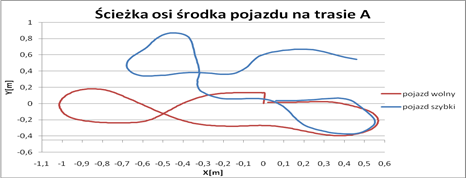 Ścieżka osi środka pojazdu na trasie A
Y[m]
1
0,8
0,6
0,4
0,2
0
-0,2
-0,4
-0,6
-1,1 -1 -0,9 -0,8 -0,7 -0,6 -0,5 -0,4 -0,3 -0,2 -0,1 0 0,1 0,2 0,3 0,4 0,5 0,6
X[m]
pojazd wolny
pojazd szybki